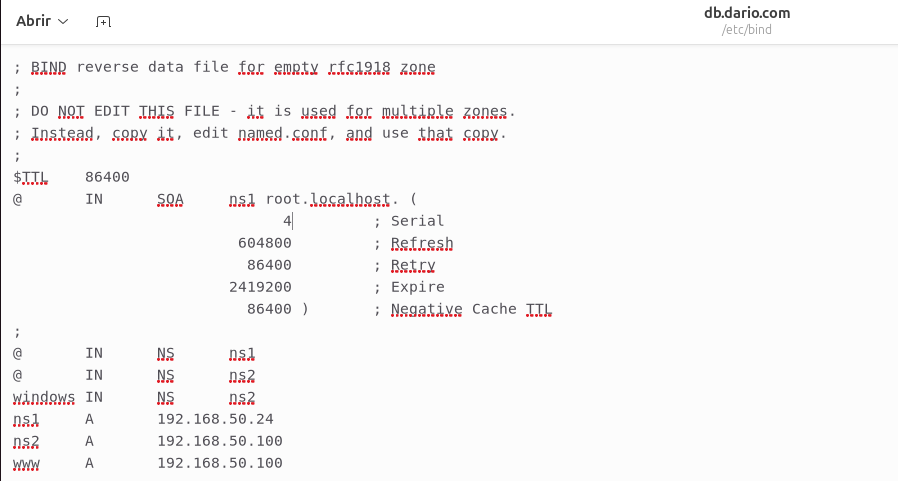 Abrir
db.dario.com
/etc/bind
; BIND reverse data file for empty rfc1918 zone
;
; DO NOT EDIT THIS FILE - it is used for multiple zones.
; Instead, copy it, edit named.conf, and use that copy.
;
$TTL    86400
@       IN      SOA     ns1 root.localhost. (
                              4         ; Serial
                         604800         ; Refresh
                          86400         ; Retry
                        2419200         ; Expire
                          86400 )       ; Negative Cache TTL
;
@       IN      NS      ns1
@       IN      NS      ns2
windows IN      NS      ns2
ns1     A       192.168.50.24
ns2     A       192.168.50.100
www     A       192.168.50.100